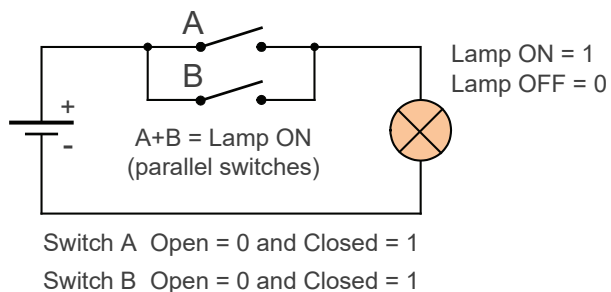 A
B
+
-
A+B = Lamp ON
(parallel switches)
Lamp ON = 1
Lamp OFF = 0
Switch A Open = 0 and Closed = 1
Switch B Open = 0 and Closed = 1